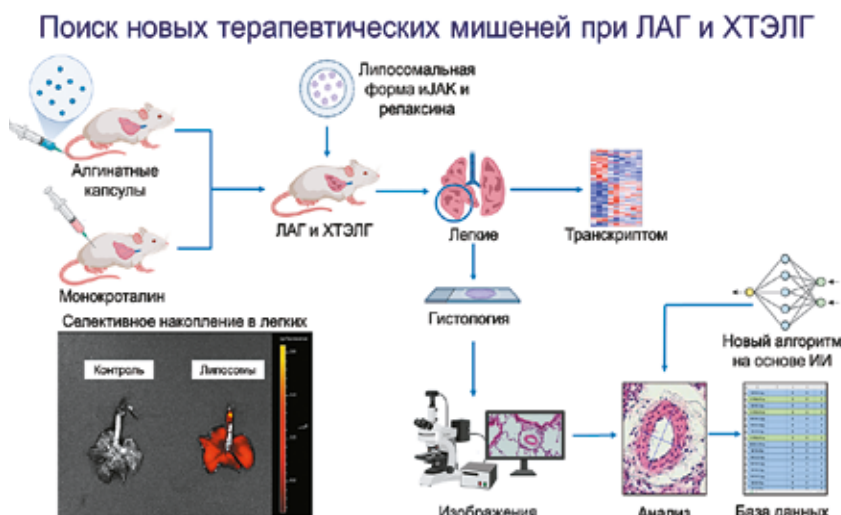 Поиск новых терапевтических мишеней при ЛАГ и ХТЭЛГ
Липосомальная
форма иJAK и
релаксина
Алгинатные
капсулы
ЛАГ и ХТЭЛГ
Легкие
Транскриптом
Монокроталин
Селективное накопление в легких
Контроль
Липосомы
Гистология
Новый алгоритм
на основе ИИ
Изображения
Анализ
База данных